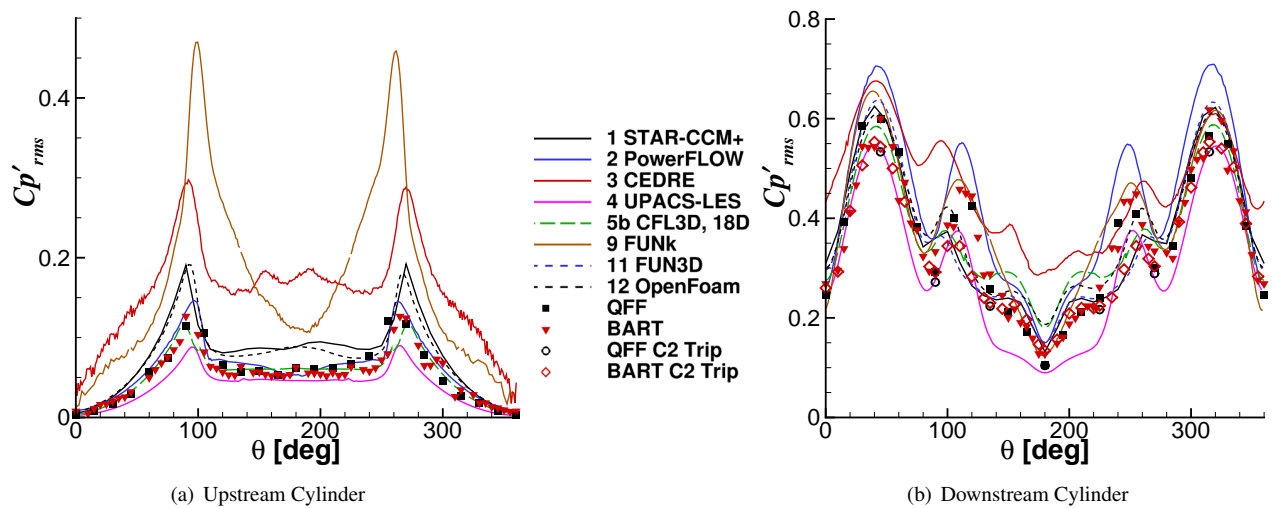 Cp'rms
0.4
0.2
0
0
100
200
300
θ [deg]
(a) Upstream Cylinder
1 STAR-CCM+
2 PowerFLOW
3 CEDRE
4 UPACS-LES
5b CFL3D, 18D
9 FUNk
11 FUN3D
12 OpenFoam
QFF
BART
QFF C2 Trip
BART C2 Trip
Cp'rms
0.8
0.6
0.4
0.2
0
0
100
200
300
θ [deg]
(b) Downstream Cylinder